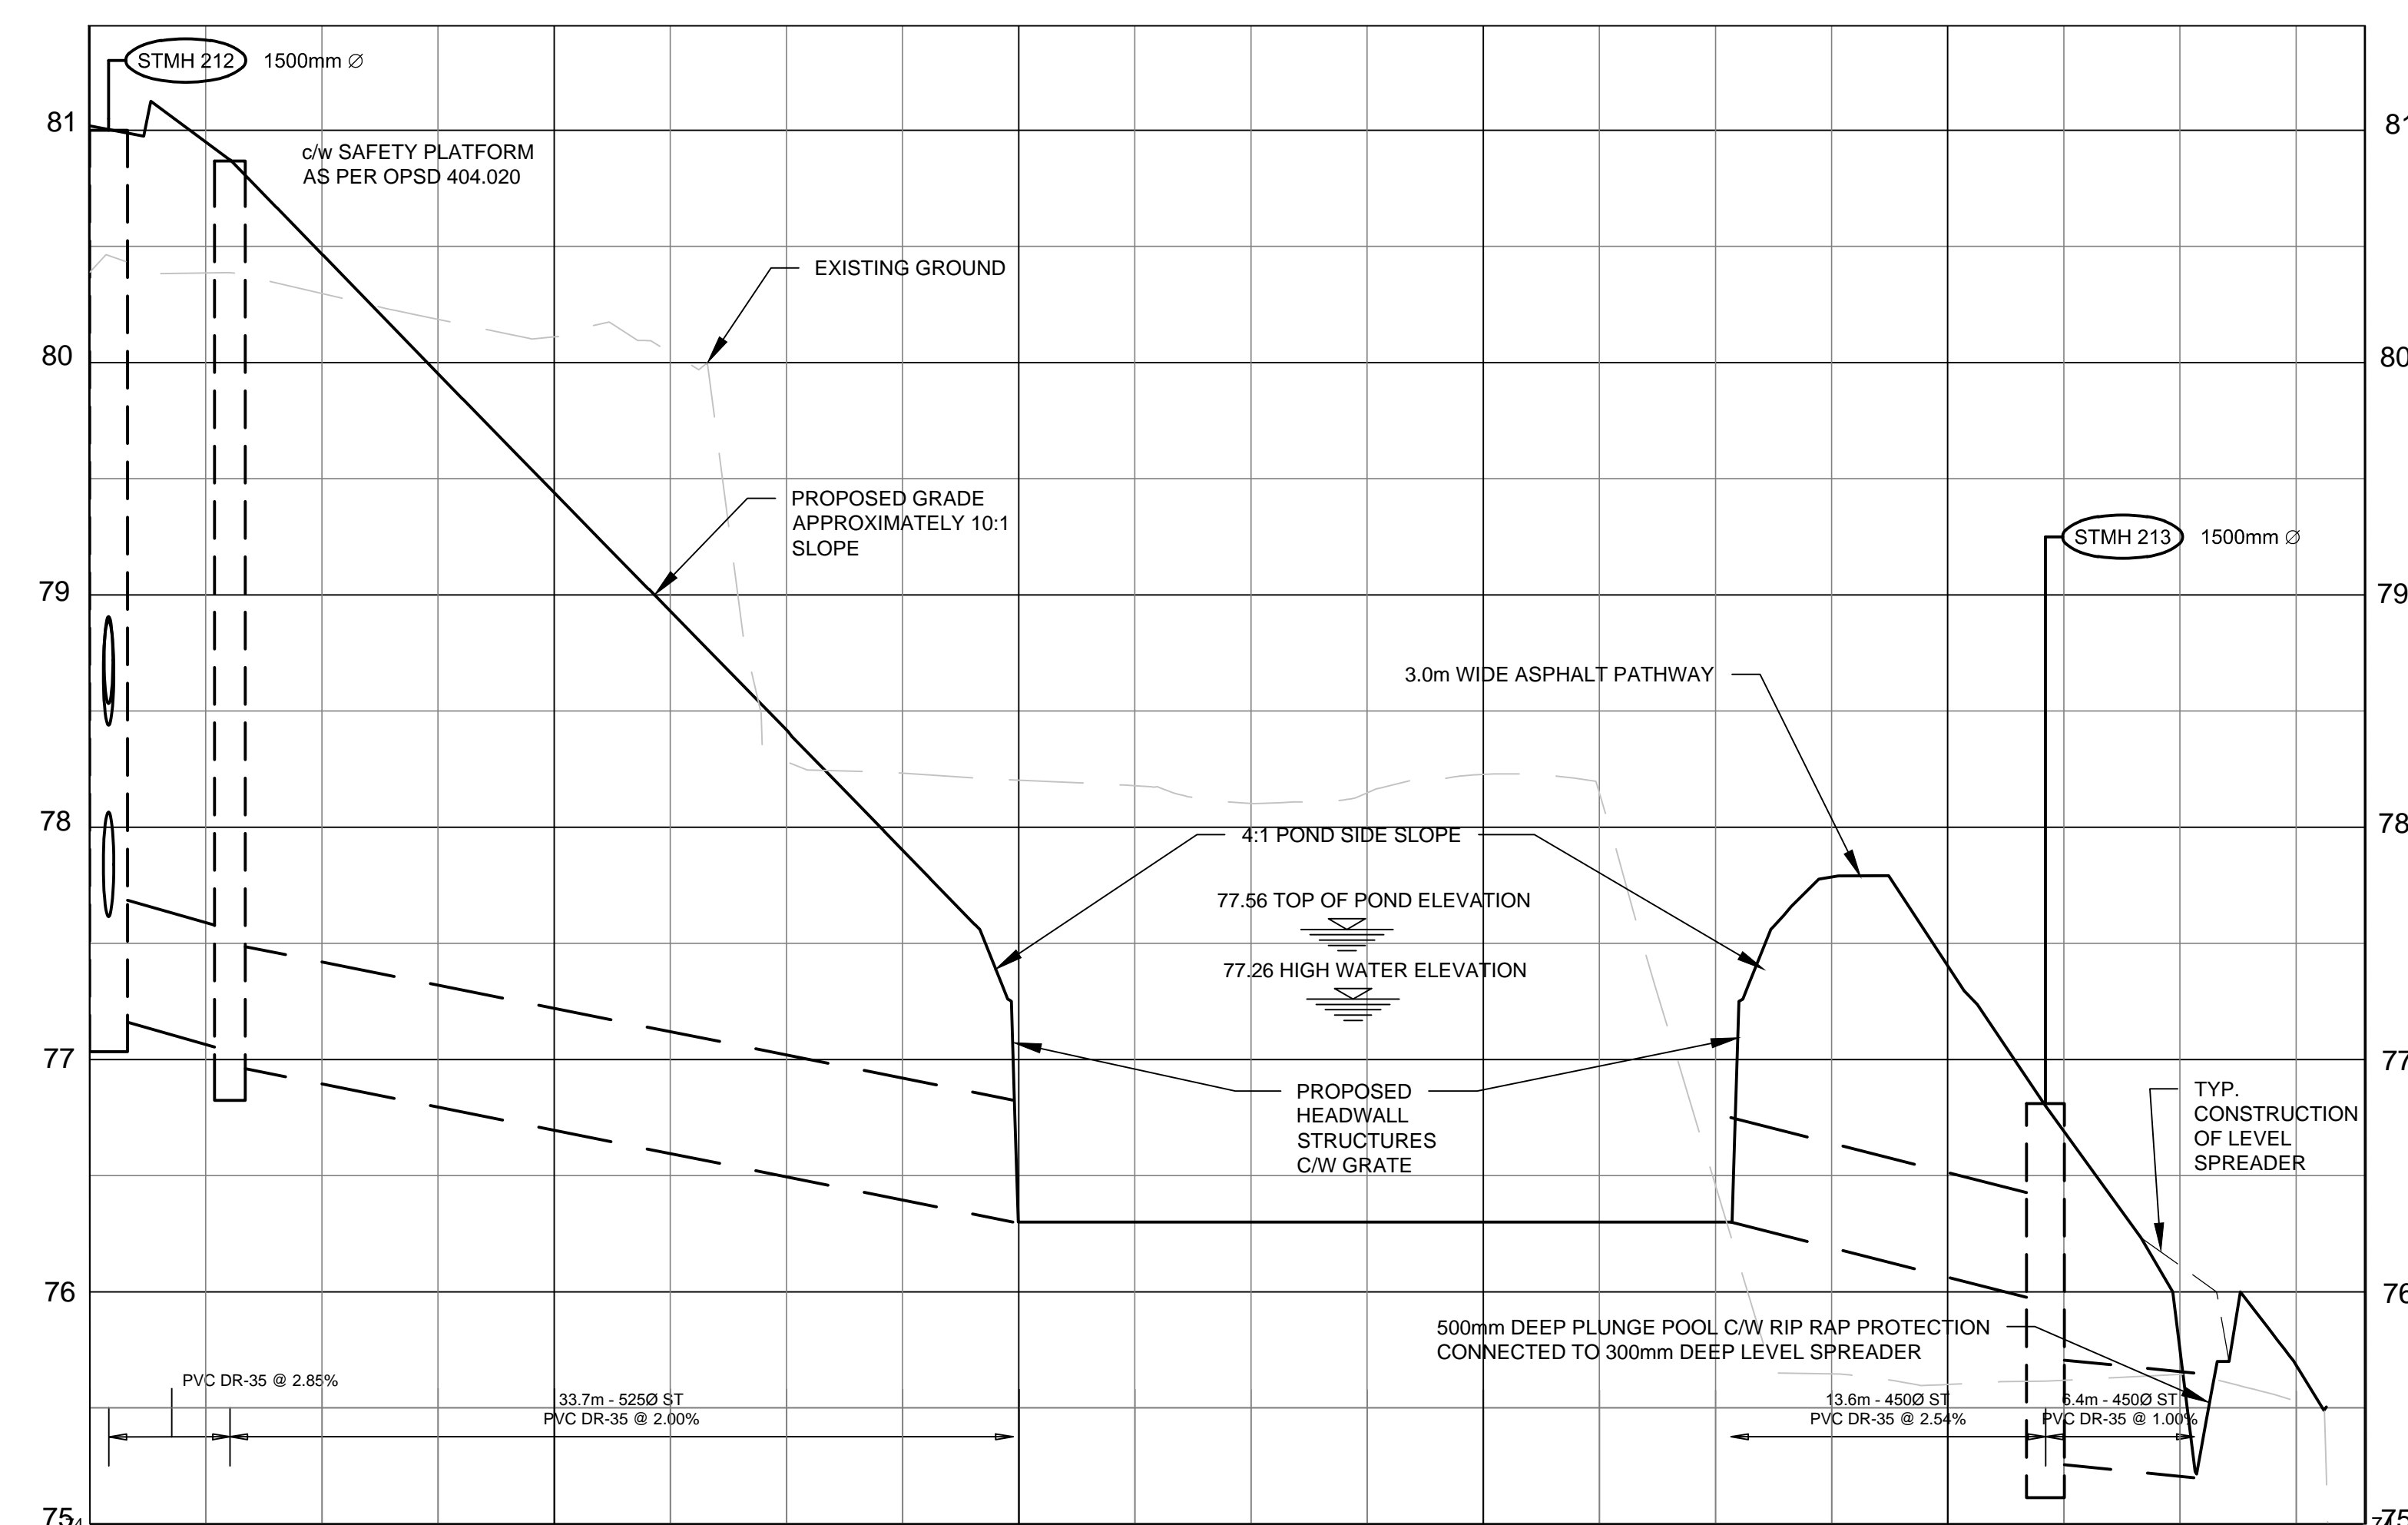 STMH 212 1500mm Ø
81
81
c/w SAFETY PLATFORM
AS PER OPSD 404.020
EXISTING GROUND
80
80
PROPOSED GRADE
APPROXIMATELY 10:1
SLOPE
STMH 213 1500mm Ø
79
79
3.0m WIDE ASPHALT PATHWAY
78
78
4:1 POND SIDE SLOPE
77.56 TOP OF POND ELEVATION
77.26 HIGH WATER ELEVATION
77
77
PROPOSED
HEADWALL
STRUCTURES
C/W GRATE
TYP.
CONSTRUCTION
OF LEVEL
SPREADER
76
76
500mm DEEP PLUNGE POOL C/W RIP RAP PROTECTION
CONNECTED TO 300mm DEEP LEVEL SPREADER
PVC DR-35 @ 2.85%
33.7m - 525Ø ST
PVC DR-35 @ 2.00%
13.6m - 450Ø ST
PVC DR-35 @ 2.54%
6.4m - 450Ø ST
PVC DR-35 @ 1.00%
75
75